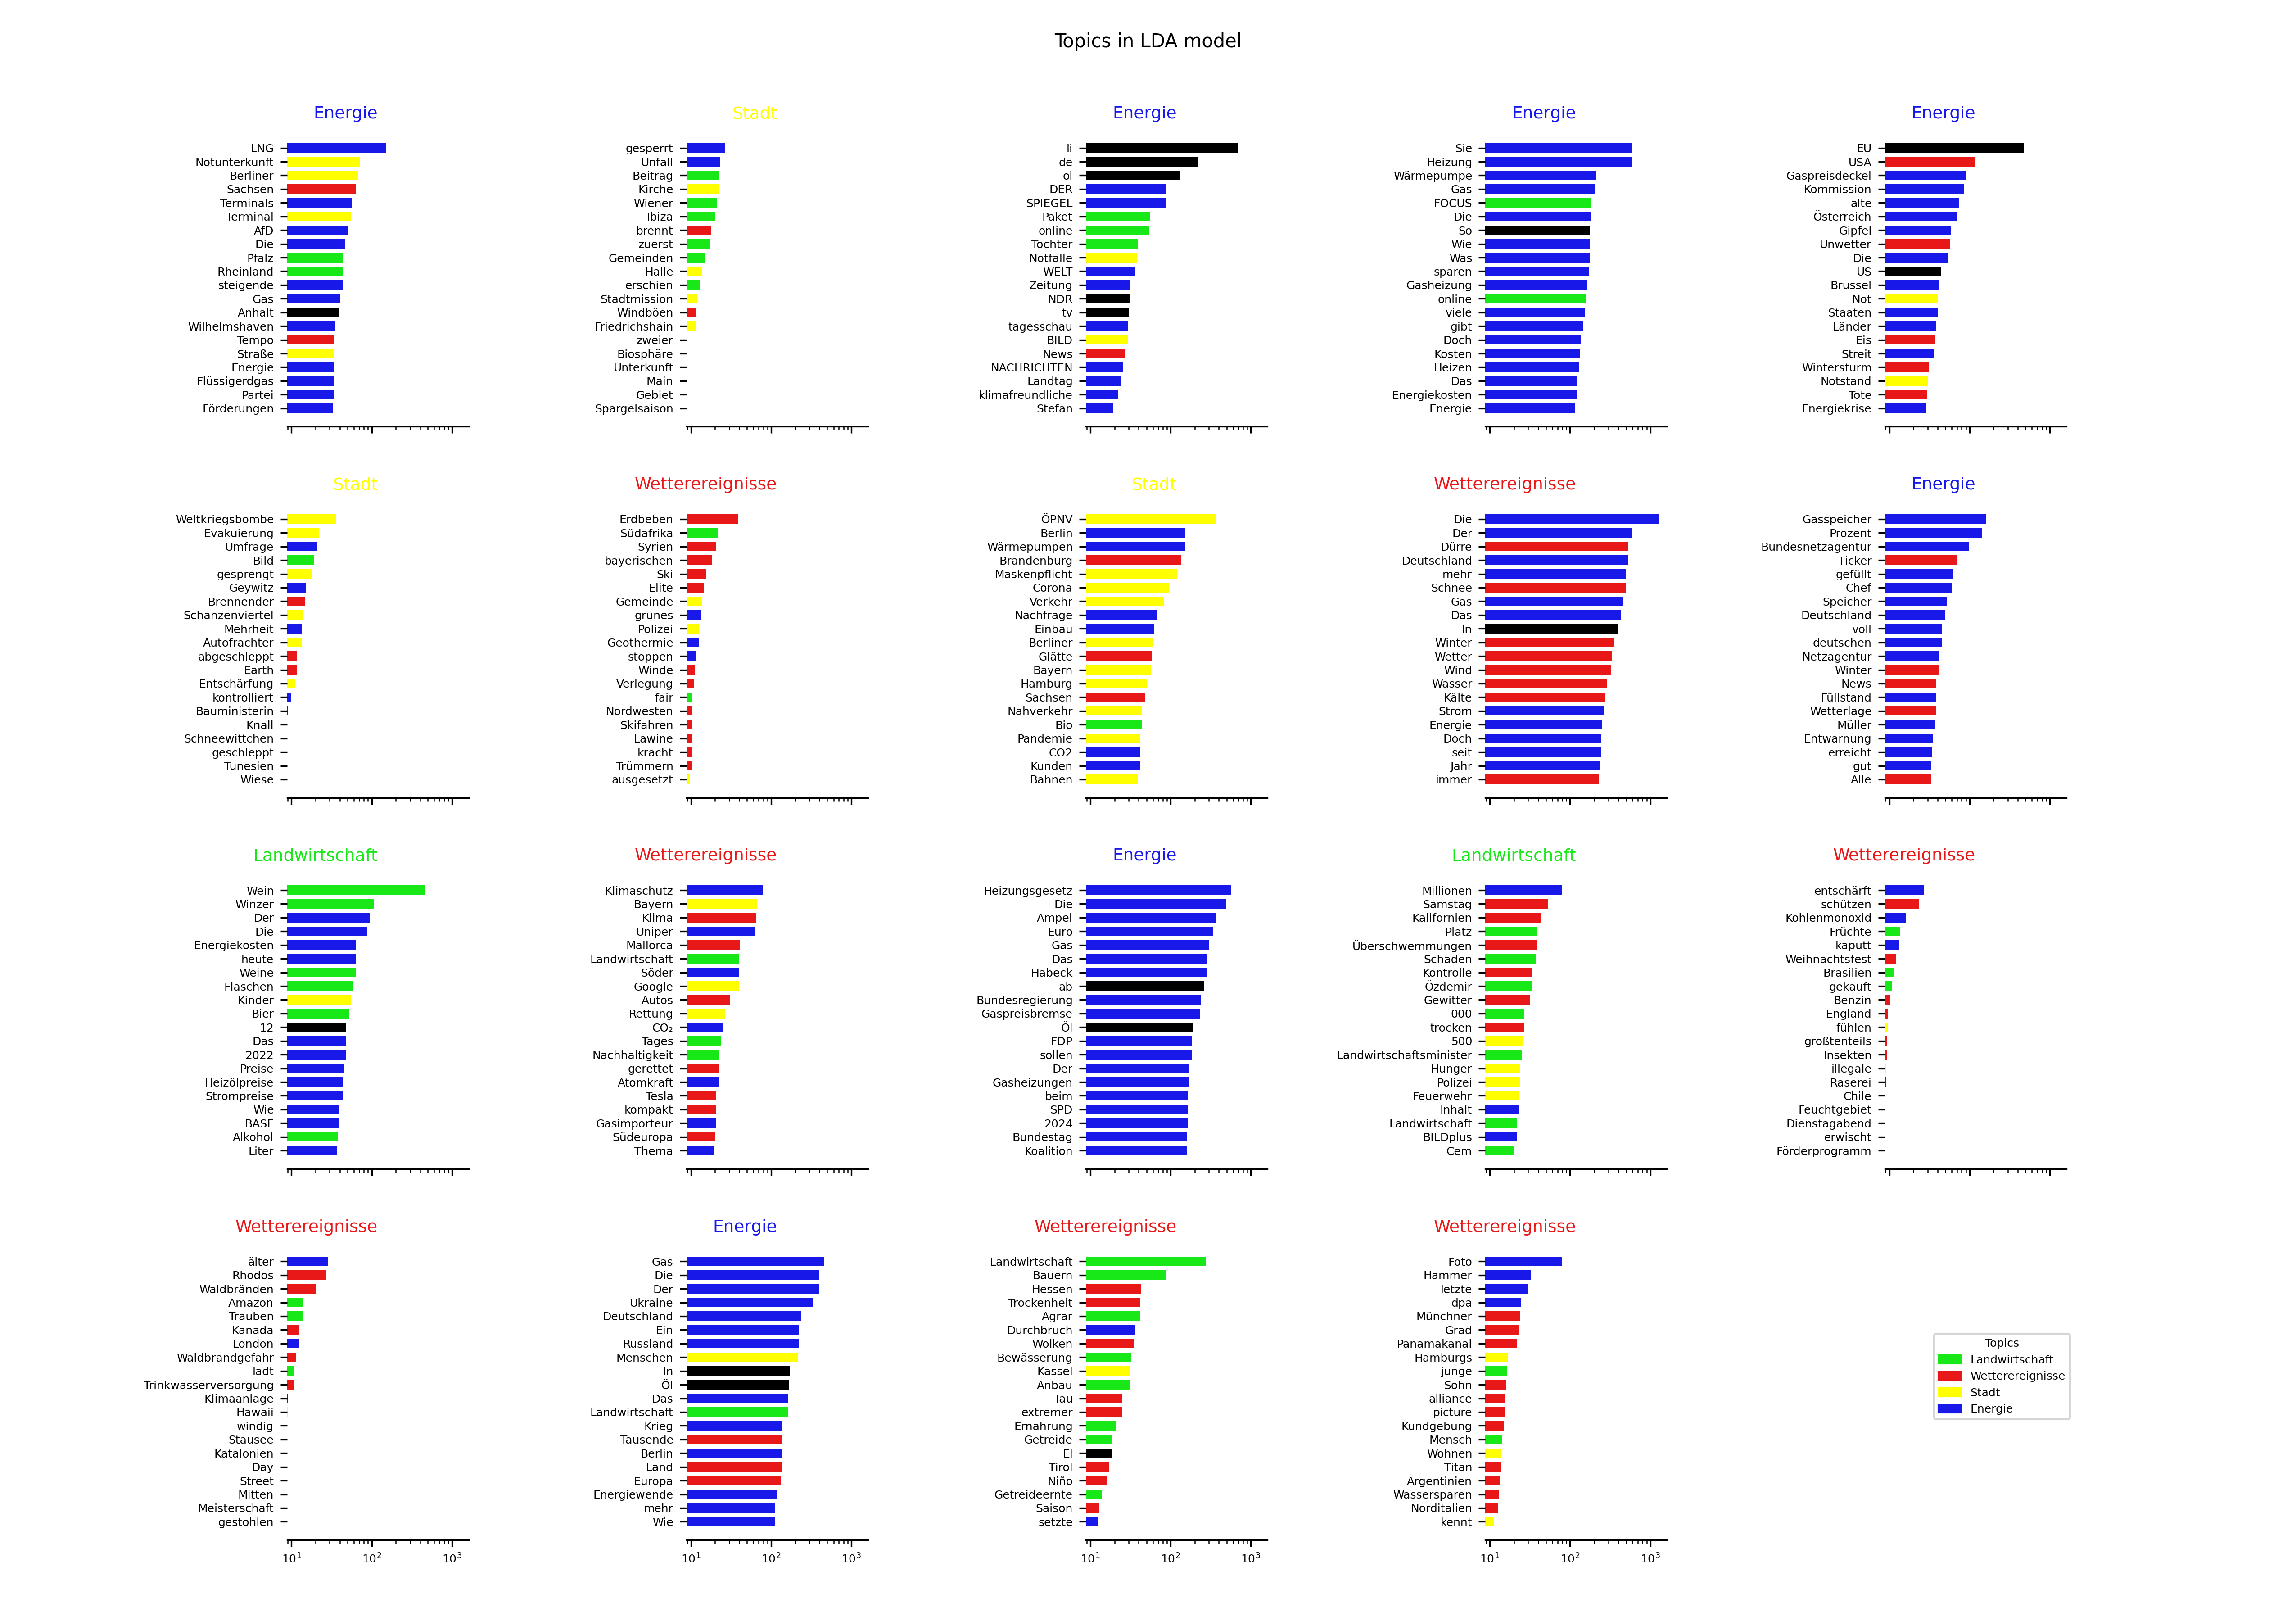 Topics in LDA model
Energie
LNG
Notunterkunft
Berliner
Sachsen
Terminals
Terminal
AfD
Die
Pfalz
Rheinland
steigende
Gas
Anhalt
Wilhelmshaven
Tempo
Straße
Energie
Flüssigerdgas
Partei
Förderungen
Stadt
gesperrt
Unfall
Beitrag
Kirche
Wiener
Ibiza
brennt
zuerst
Gemeinden
Halle
erschien
Stadtmission
Windböen
Friedrichshain
zweier
Biosphäre
Unterkunft
Main
Gebiet
Spargelsaison
Energie
li
de
ol
DER
SPIEGEL
Paket
online
Tochter
Notfälle
WELT
Zeitung
NDR
tv
tagesschau
BILD
News
NACHRICHTEN
Landtag
klimafreundliche
Stefan
Energie
Sie
Heizung
Wärmepumpe
Gas
FOCUS
Die
So
Wie
Was
sparen
Gasheizung
online
viele
gibt
Doch
Kosten
Heizen
Das
Energiekosten
Energie
Energie
EU
USA
Gaspreisdeckel
Kommission
alte
Österreich
Gipfel
Unwetter
Die
US
Brüssel
Not
Staaten
Länder
Eis
Streit
Wintersturm
Notstand
Tote
Energiekrise
Stadt
Weltkriegsbombe
Evakuierung
Umfrage
Bild
gesprengt
Geywitz
Brennender
Schanzenviertel
Mehrheit
Autofrachter
abgeschleppt
Earth
Entschärfung
kontrolliert
Bauministerin
Knall
Schneewittchen
geschleppt
Tunesien
Wiese
Wetterereignisse
Erdbeben
Südafrika
Syrien
bayerischen
Ski
Elite
Gemeinde
grünes
Polizei
Geothermie
stoppen
Winde
Verlegung
fair
Nordwesten
Skifahren
Lawine
kracht
Trümmern
ausgesetzt
Stadt
ÖPNV
Berlin
Wärmepumpen
Brandenburg
Maskenpflicht
Corona
Verkehr
Nachfrage
Einbau
Berliner
Glätte
Bayern
Hamburg
Sachsen
Nahverkehr
Bio
Pandemie
CO2
Kunden
Bahnen
Wetterereignisse
Die
Der
Dürre
Deutschland
mehr
Schnee
Gas
Das
In
Winter
Wetter
Wind
Wasser
Kälte
Strom
Energie
Doch
seit
Jahr
immer
Energie
Gasspeicher
Prozent
Bundesnetzagentur
Ticker
gefüllt
Chef
Speicher
Deutschland
voll
deutschen
Netzagentur
Winter
News
Füllstand
Wetterlage
Müller
Entwarnung
erreicht
gut
Alle
Landwirtschaft
Wein
Winzer
Der
Die
Energiekosten
heute
Weine
Flaschen
Kinder
Bier
12
Das
2022
Preise
Heizölpreise
Strompreise
Wie
BASF
Alkohol
Liter
Wetterereignisse
Klimaschutz
Bayern
Klima
Uniper
Mallorca
Landwirtschaft
Söder
Google
Autos
Rettung
CO₂
Tages
Nachhaltigkeit
gerettet
Atomkraft
Tesla
kompakt
Gasimporteur
Südeuropa
Thema
Energie
Heizungsgesetz
Die
Ampel
Euro
Gas
Das
Habeck
ab
Bundesregierung
Gaspreisbremse
Öl
FDP
sollen
Der
Gasheizungen
beim
SPD
2024
Bundestag
Koalition
Landwirtschaft
Millionen
Samstag
Kalifornien
Platz
Überschwemmungen
Schaden
Kontrolle
Özdemir
Gewitter
000
trocken
500
Landwirtschaftsminister
Hunger
Polizei
Feuerwehr
Inhalt
Landwirtschaft
BILDplus
Cem
Wetterereignisse
entschärft
schützen
Kohlenmonoxid
Früchte
kaputt
Weihnachtsfest
Brasilien
gekauft
Benzin
England
fühlen
größtenteils
Insekten
illegale
Raserei
Chile
Feuchtgebiet
Dienstagabend
erwischt
Förderprogramm
Wetterereignisse
älter
Rhodos
Waldbränden
Amazon
Trauben
Kanada
London
Waldbrandgefahr
lädt
Trinkwasserversorgung
Klimaanlage
Hawaii
windig
Stausee
Katalonien
Day
Street
Mitten
Meisterschaft
gestohlen
10¹ 10² 10³
Energie
Gas
Die
Der
Ukraine
Deutschland
Ein
Russland
Menschen
In
Öl
Das
Landwirtschaft
Krieg
Tausende
Berlin
Land
Europa
Energiewende
mehr
Wie
10¹ 10² 10³
Wetterereignisse
Landwirtschaft
Bauern
Hessen
Trockenheit
Agrar
Durchbruch
Wolken
Bewässerung
Kassel
Anbau
Tau
extremer
Ernährung
Getreide
El
Tirol
Niño
Getreideernte
Saison
setzte
10¹ 10² 10³
Wetterereignisse
Foto
Hammer
letzte
dpa
Münchner
Grad
Panamakanal
Hamburgs
junge
Sohn
alliance
picture
Kundgebung
Mensch
Wohnen
Titan
Argentinien
Wassersparen
Norditalien
kennt
10¹ 10² 10³
Topics
Landwirtschaft
Wetterereignisse
Stadt
Energie